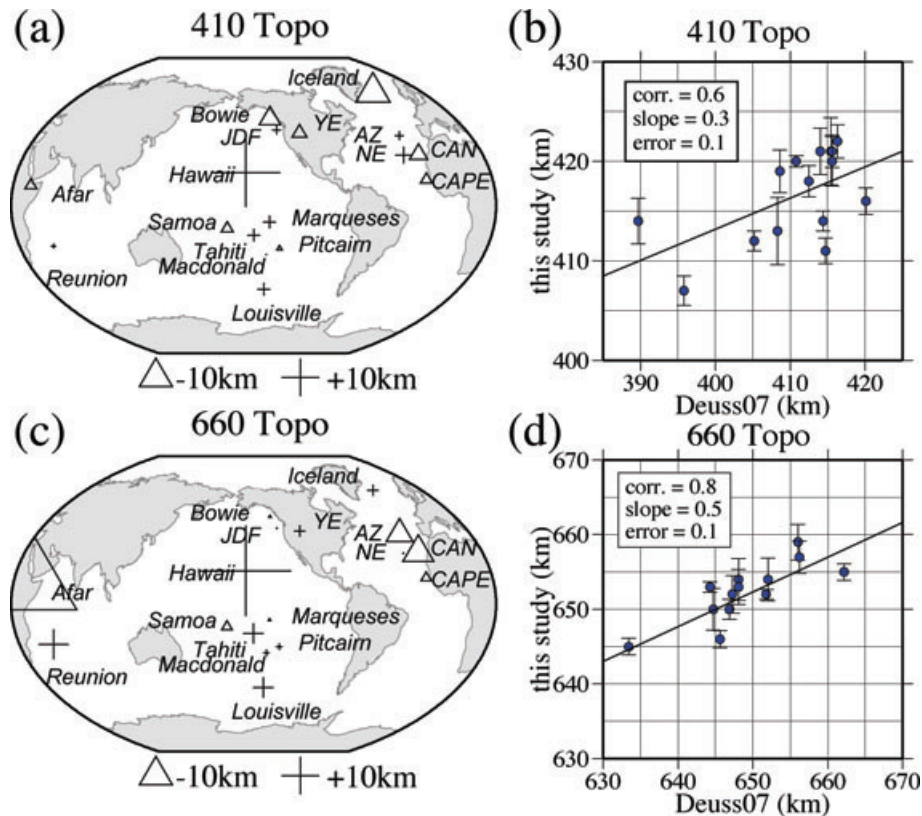 (a) 410 Topo
Iceland
Bowie
JDF
YE
AZ
NE
CAN
CAPE
Hawaii
Afar
Samoa
Marqueses
Tahiti
Pitcairn
Macdonald
Reunion
Louisville
-10km +10km
(b) 410 Topo
corr. = 0.6
slope = 0.3
error = 0.1
this study (km)
430
420
410
400
390 400 410 420
Deuss07 (km)
(c) 660 Topo
Iceland
Bowie
JDF
YE
AZ
NE
CAN
CAPE
Hawaii
Afar
Samoa
Marqueses
Tahiti
Pitcairn
Macdonald
Reunion
Louisville
-10km +10km
(d) 660 Topo
corr. = 0.8
slope = 0.5
error = 0.1
this study (km)
670
660
650
640
630
630 640 650 660 670
Deuss07 (km)